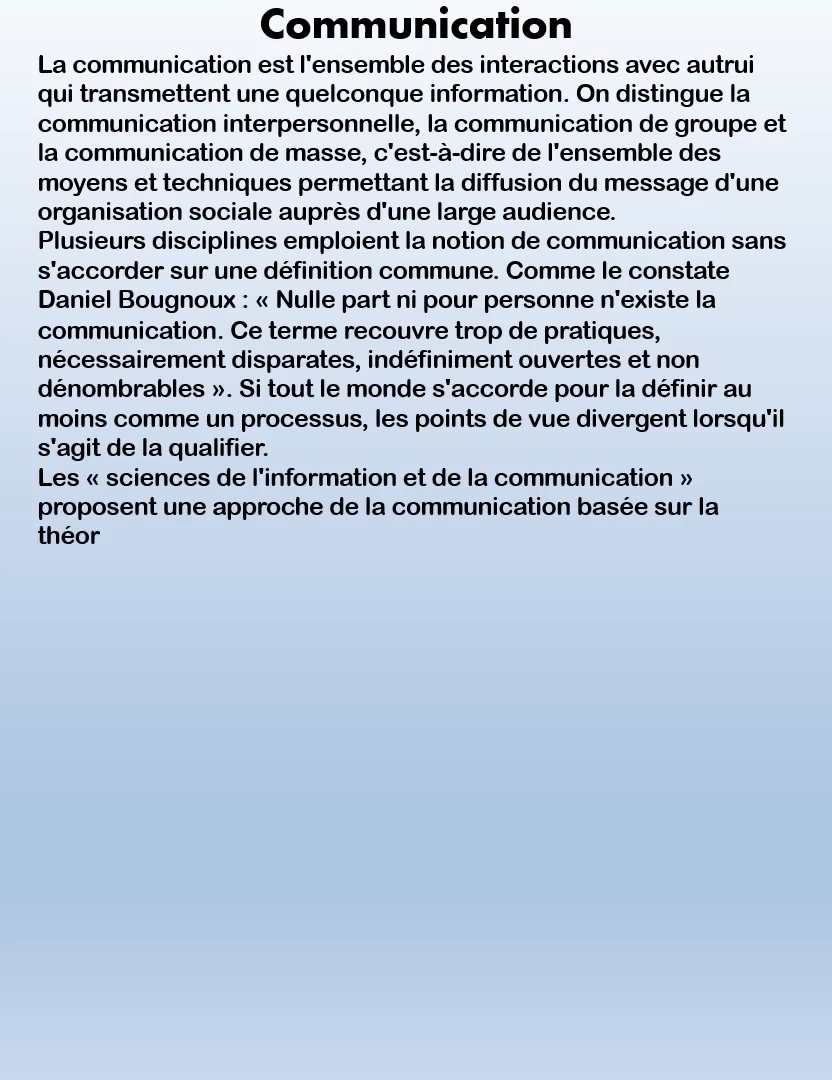 Communication
La communication est l'ensemble des interactions avec autrui
qui transmettent une quelconque information. On distingue la
communication interpersonnelle, la communication de groupe et
la communication de masse, c'est-à-dire de l'ensemble des
moyens et techniques permettant la diffusion du message d'une
organisation sociale auprès d'une large audience.
Plusieurs disciplines emploient la notion de communication sans
s'accorder sur une définition commune. Comme le constate
Daniel Bougnoux : « Nulle part ni pour personne n'existe la
communication. Ce terme recouvre trop de pratiques,
nécessairement disparates, indéfiniment ouvertes et non
dénombrables ». Si tout le monde s'accorde pour la définir au
moins comme un processus, les points de vue divergent lorsqu'il
s'agit de la qualifier.
Les « sciences de l'information et de la communication »
proposent une approche de la communication basée sur la
théor